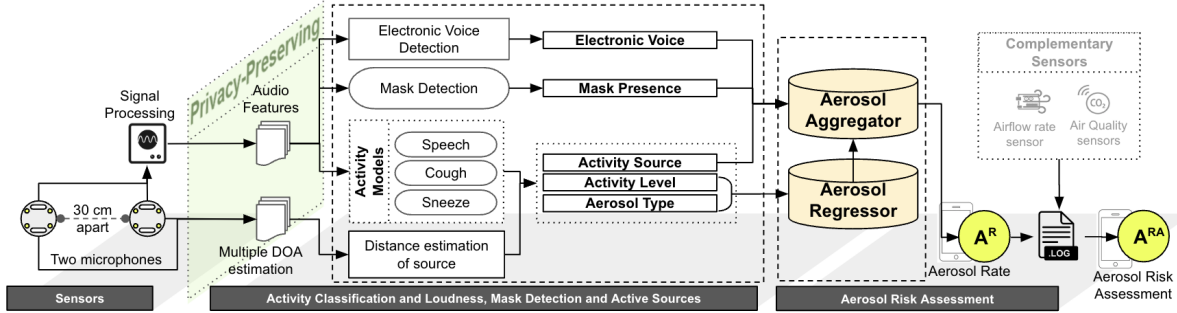 Privacy-Preserving
Signal
Processing
30 cm
apart
Two microphones
Audio
Features
Multiple DOA
estimation
Electronic Voice
Detection
Mask Detection
Activity
Models
Speech
Cough
Sneeze
Distance estimation
of source
Electronic Voice
Mask Presence
Activity Source
Activity Level
Aerosol Type
Aerosol
Aggregator
Aerosol
Regressor
Complementary
Sensors
Airflow rate
sensor
CO2
Air Quality
sensors
AR
Aerosol Rate
.LOG
ARA
Aerosol Risk
Assessment
Sensors
Activity Classification and Loudness, Mask Detection and Active Sources
Aerosol Risk Assessment